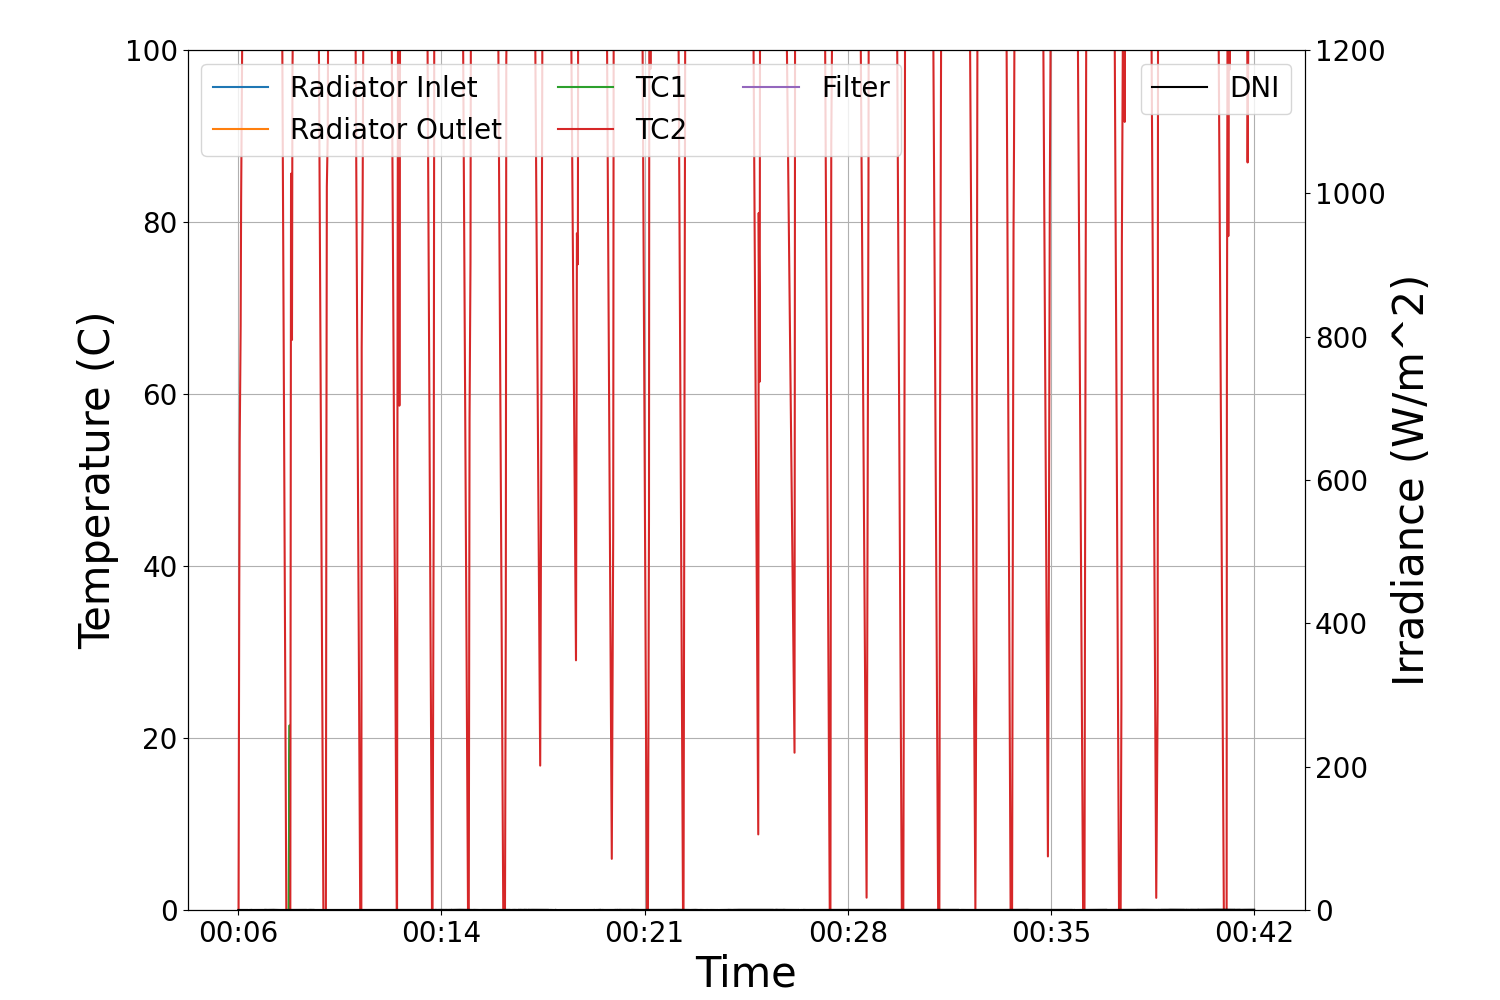 Radiator Inlet
Radiator Outlet
TC1
TC2
Filter
DNI
100
80
60
40
20
0
Temperature (C)
1200
1000
800
600
400
200
0
Irradiance (W/m^2)
00:06 00:14 00:21 00:28 00:35 00:42
Time